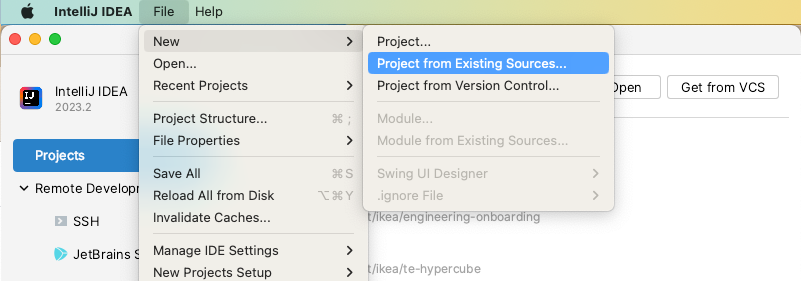 IntelliJ IDEA File Help
New
Project...
Open...
Project from Existing Sources...
IntelliJ IDEA
Recent Projects
Project from Version Control...
Open
Get from VCS
2023.2
Project Structure... ⌘ ;
Module...
File Properties
Module from Existing Sources...
Projects
Save All ⌘S
Swing UI Designer
Remote Develop
Reload All from Disk ⌥⌘Y
.ignore File
SSH
Invalidate Caches...
t/ikea/engineering-onboarding
JetBrains S
Manage IDE Settings
New Projects Setup
t/ikea/te-hypercube